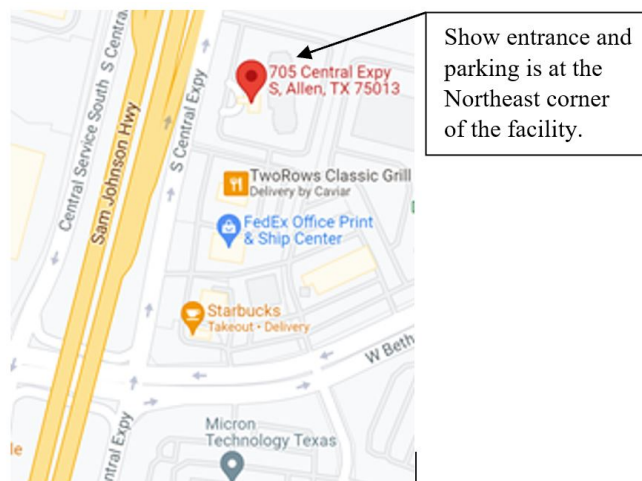 Show entrance and
parking is at the
Northeast corner
of the facility.
S Central
705 Central Expy
S, Allen, TX 75013
S Central Expy
Central Service South
Sam Johnson Hwy
TwoRows Classic Grill
Delivery by Caviar
FedEx Office Print
& Ship Center
Starbucks
Takeout • Delivery
W Beth
Micron
Technology Texas
ntral Expy
le